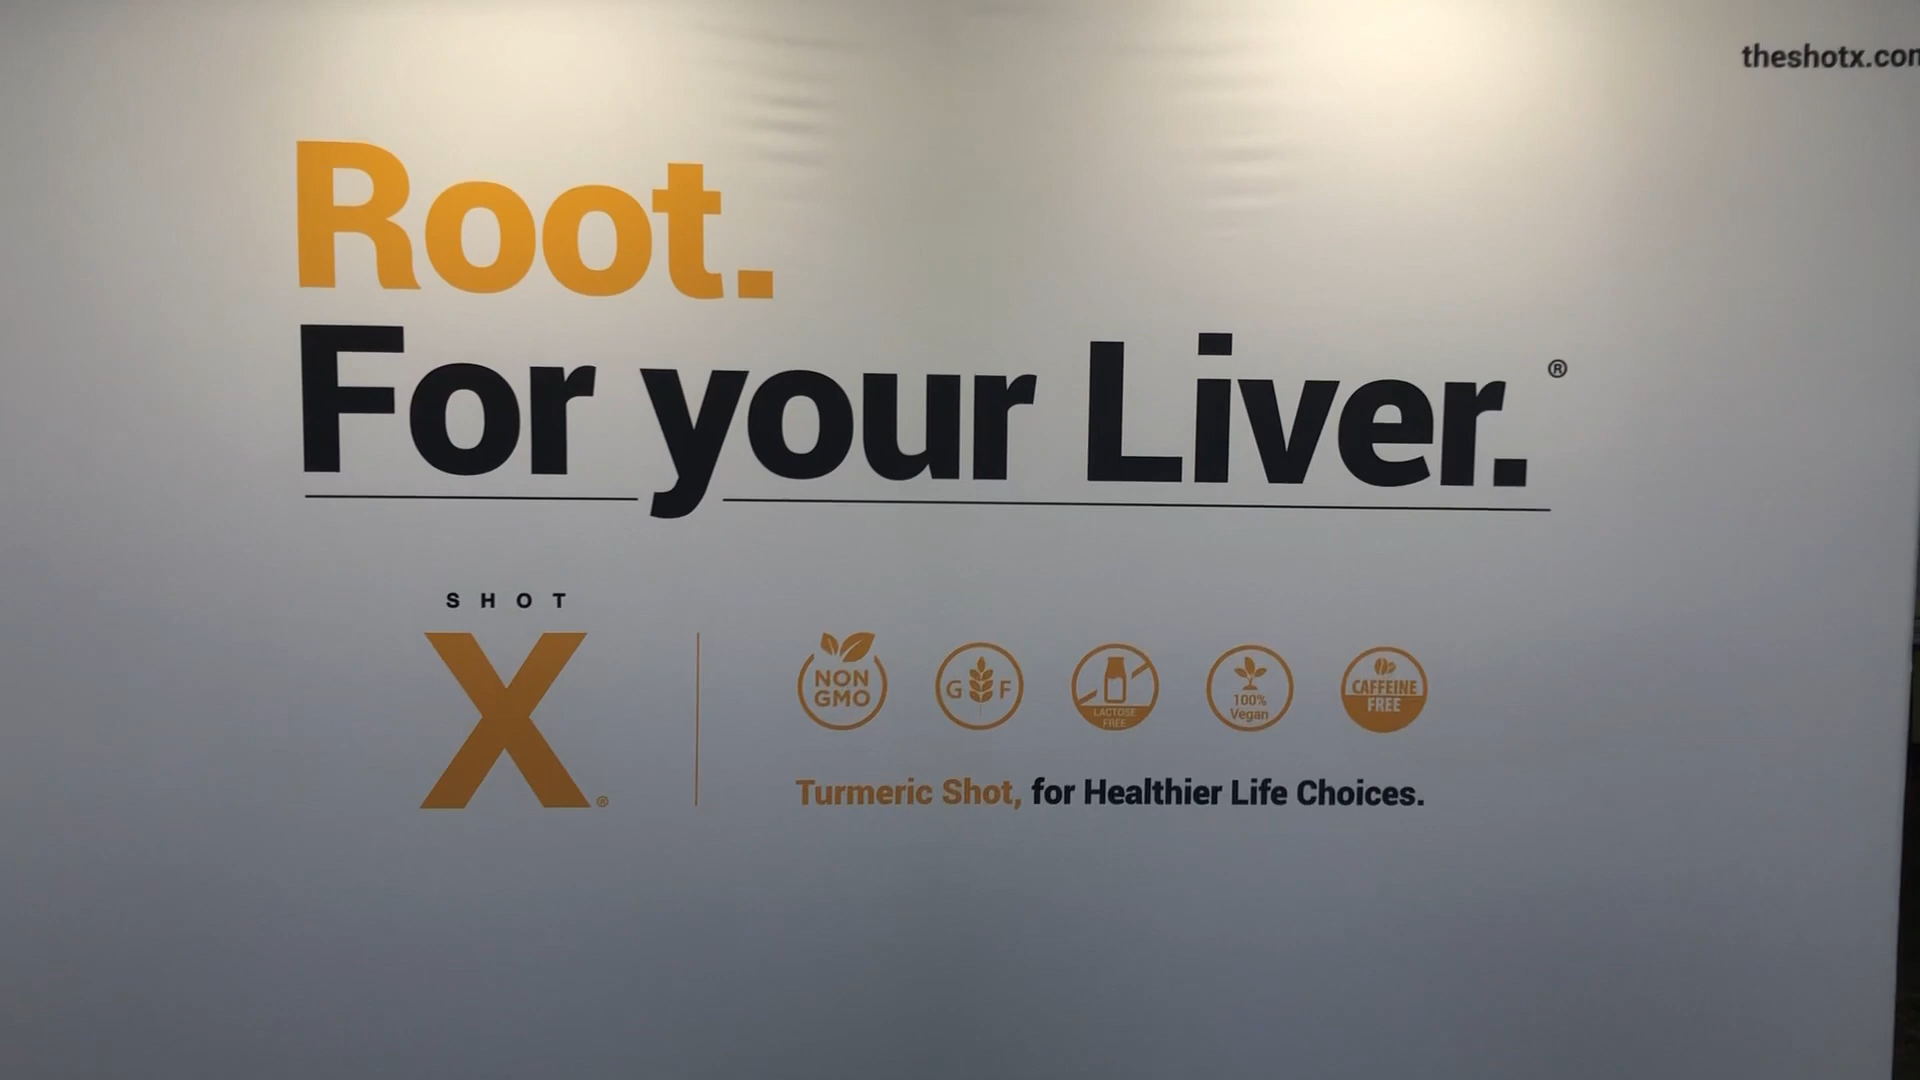 theshotx.com
Root.
For your Liver.®
SHOT
X®
NON
GMO
G F
LACTOSE
FREE
100%
Vegan
CAFFEINE
FREE
Turmeric Shot, for Healthier Life Choices.